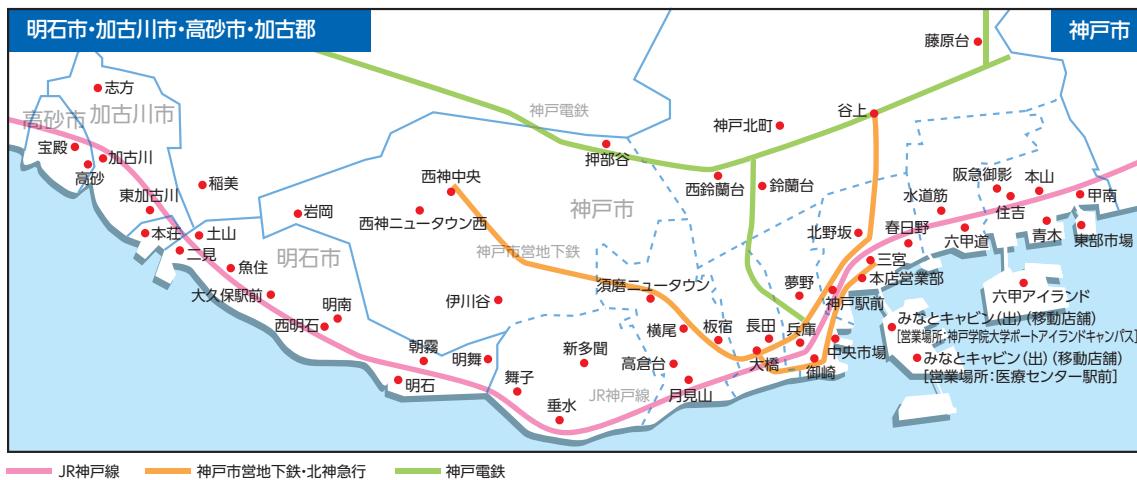 明石市・加古川市・高砂市・加古郡
神戸市
藤原台
志方
高砂市
加古川市
神戸電鉄
谷上
神戸北町
宝殿
加古川
高砂
押部谷
西鈴蘭台
鈴蘭台
阪急御影
本山
甲南
稲美
西神中央
住吉
東加古川
岩岡
西神ニュータウン西
神戸市
水道筋
青木
東部市場
本荘
土山
二見
明石市
神戸市営地下鉄
北野坂
春日野
六甲道
魚住
三宮
本店営業部
大久保駅前
伊川谷
須磨ニュータウン
夢野
神戸駅前
六甲アイランド
明南
西明石
横尾
板宿
長田
兵庫
みなとキャビン(出)(移動店舗)
[営業場所:神戸学院大学ポートアイランドキャンパス]
中央市場
朝霧
明舞
新多聞
高倉台
大橋
御崎
みなとキャビン(出)(移動店舗)
[営業場所:医療センター駅前]
明石
舞子
JR神戸線
月見山
垂水
JR神戸線
神戸市営地下鉄・北神急行
神戸電鉄